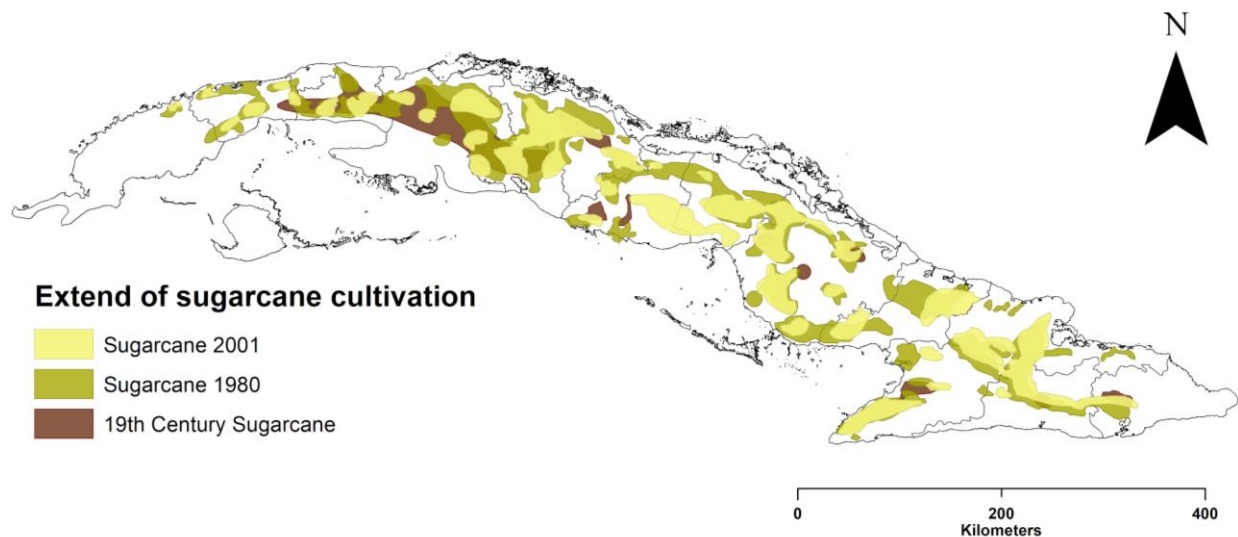 N
Extend of sugarcane cultivation
Sugarcane 2001
Sugarcane 1980
19th Century Sugarcane
0 200 400
Kilometers